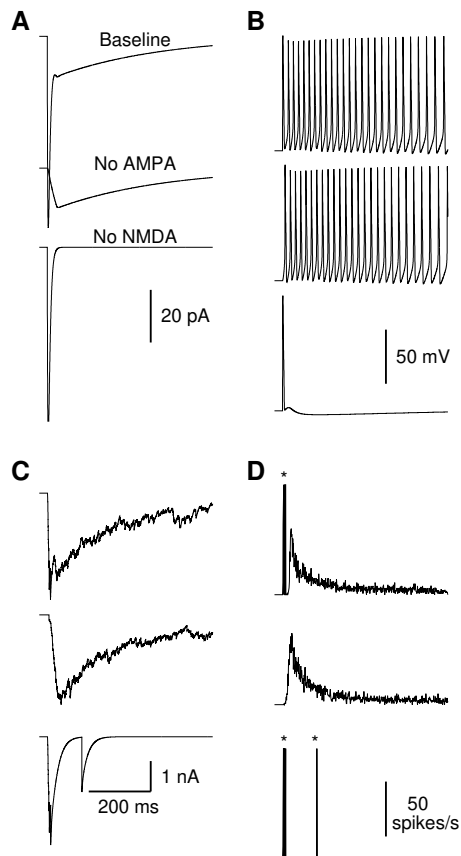 A
B
Baseline
No AMPA
No NMDA
20 pA
50 mV
C
D
*
* *
1 nA
200 ms
50
spikes/s